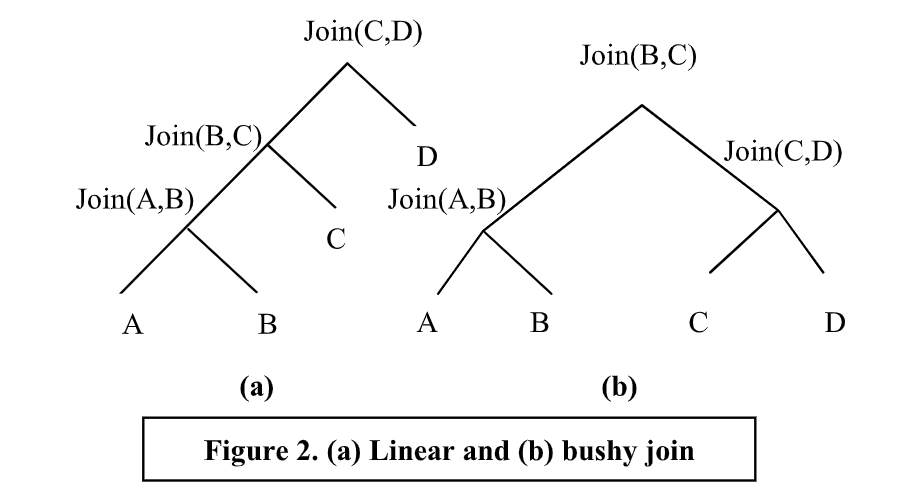 Join(C,D)
Join(B,C)
D
Join(A,B)
C
A
B
(a)
Join(B,C)
Join(C,D)
Join(A,B)
A
B
C
D
(b)
Figure 2. (a) Linear and (b) bushy join